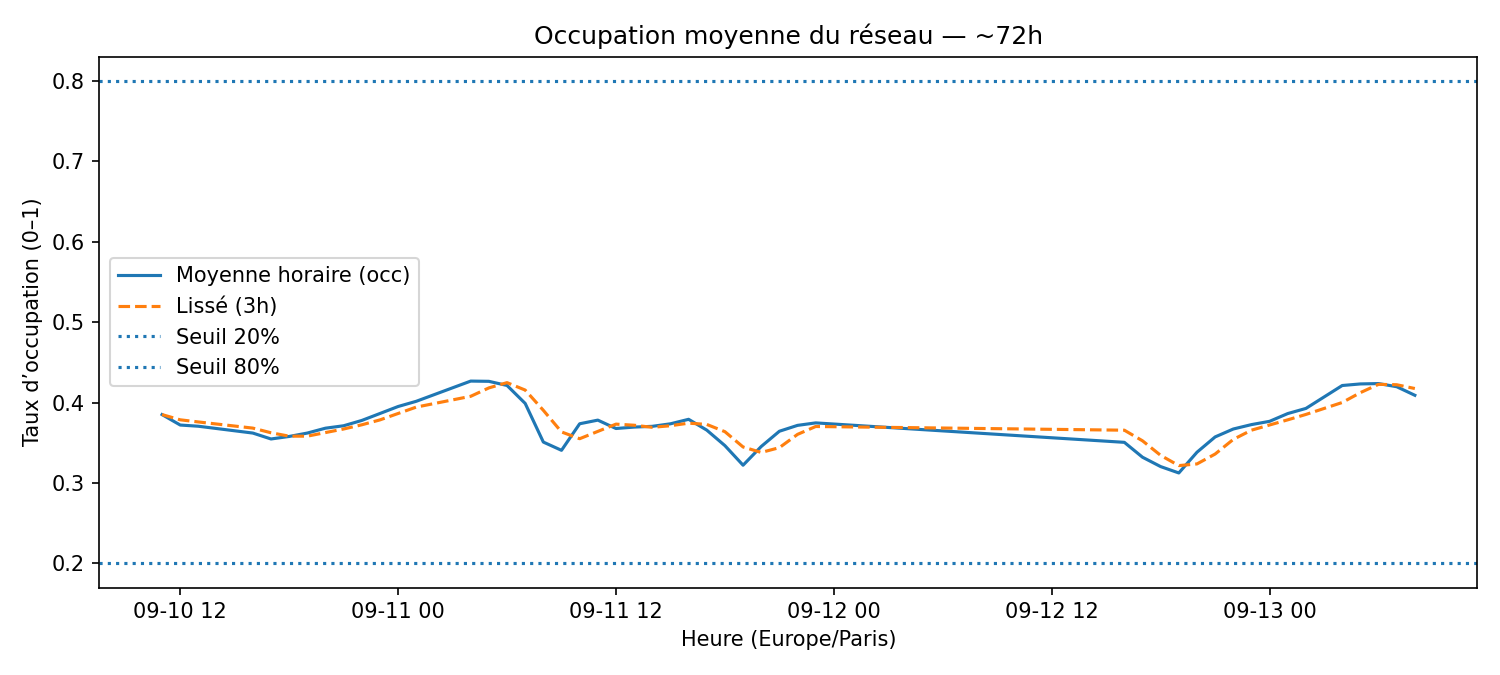 Occupation moyenne du réseau — ~72h
Taux d’occupation (0–1)
0.8
0.7
0.6
0.5
0.4
0.3
0.2
Moyenne horaire (occ)
Lissé (3h)
Seuil 20%
Seuil 80%
09-10 12
09-11 00
09-11 12
09-12 00
09-12 12
09-13 00
Heure (Europe/Paris)